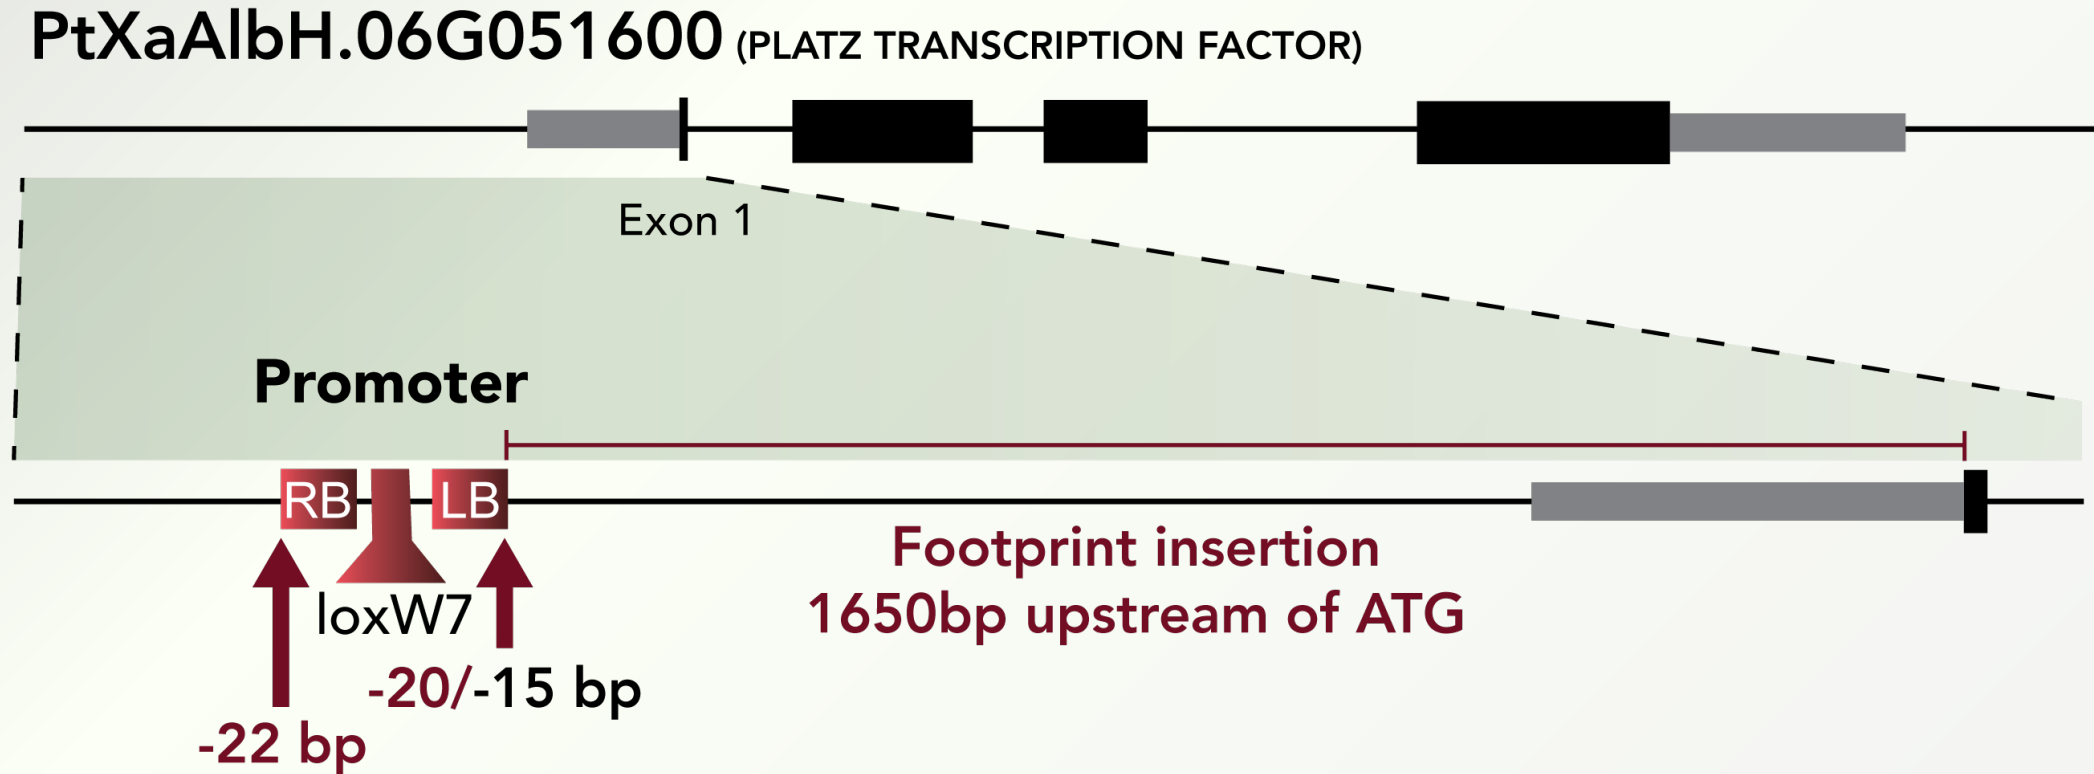 PtXaAlbH.06G051600 (PLATZ TRANSCRIPTION FACTOR)
Exon 1
Promoter
RB LB
Footprint insertion
1650bp upstream of ATG
loxW7
-20/-15 bp
-22 bp